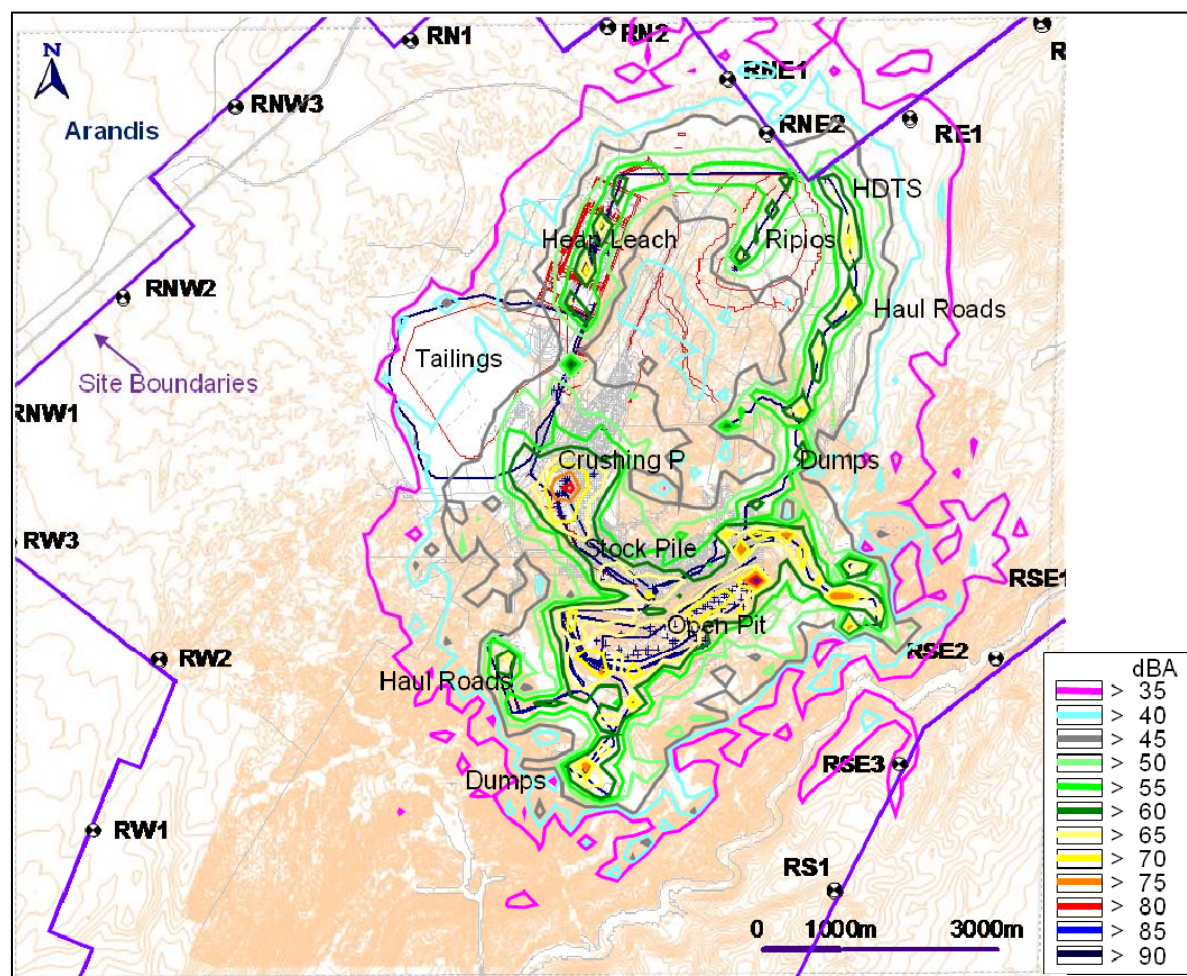 N
RN1
RN2
R
RNE1
RNW3
Arandis
RNE2
RE1
HDTS
Heap Leach
Ripios
RNW2
Haul Roads
Tailings
Site Boundaries
RNW1
Crushing P
Dumps
RW3
Stock Pile
RSE1
Open Pit
RW2
RSE2
Haul Roads
dBA
> 35
> 40
> 45
> 50
> 55
> 60
> 65
> 70
> 75
> 80
> 85
> 90
RSE3
Dumps
RW1
RS1
0 1000m 3000m